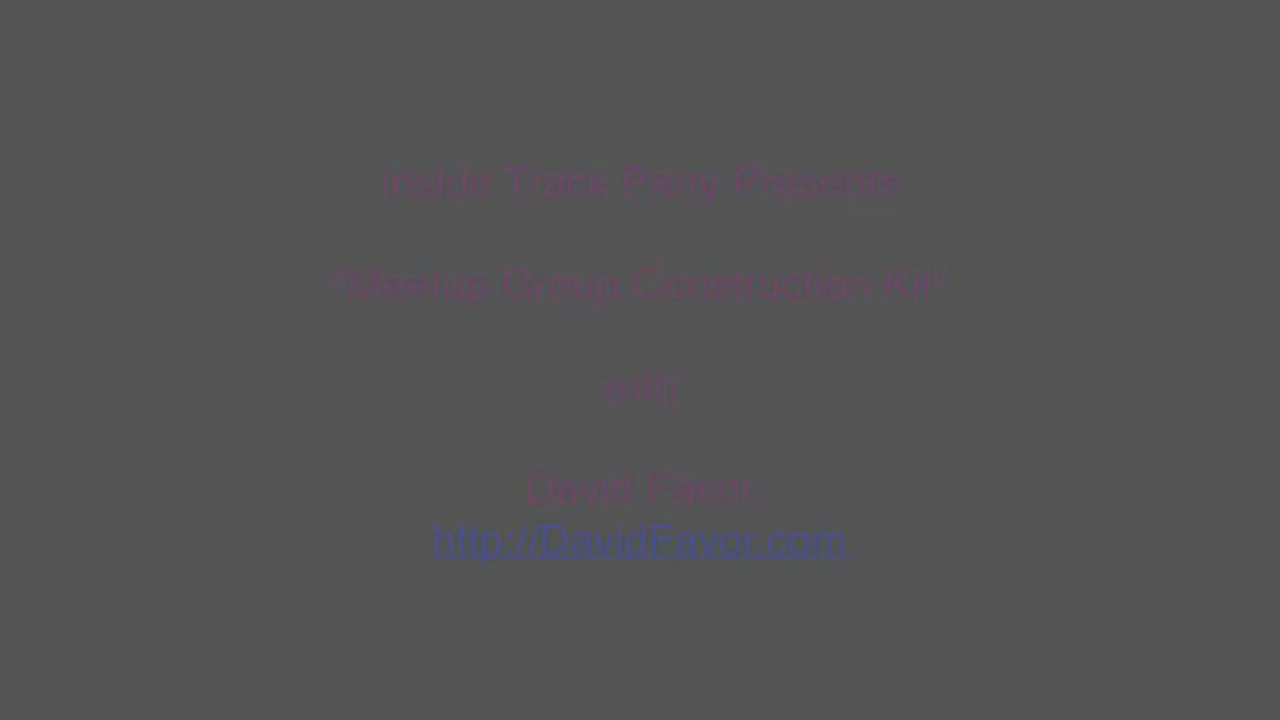 Inside Track Party Presents
"Meetup Group Construction Kit"
with
David Favor
http://DavidFavor.com